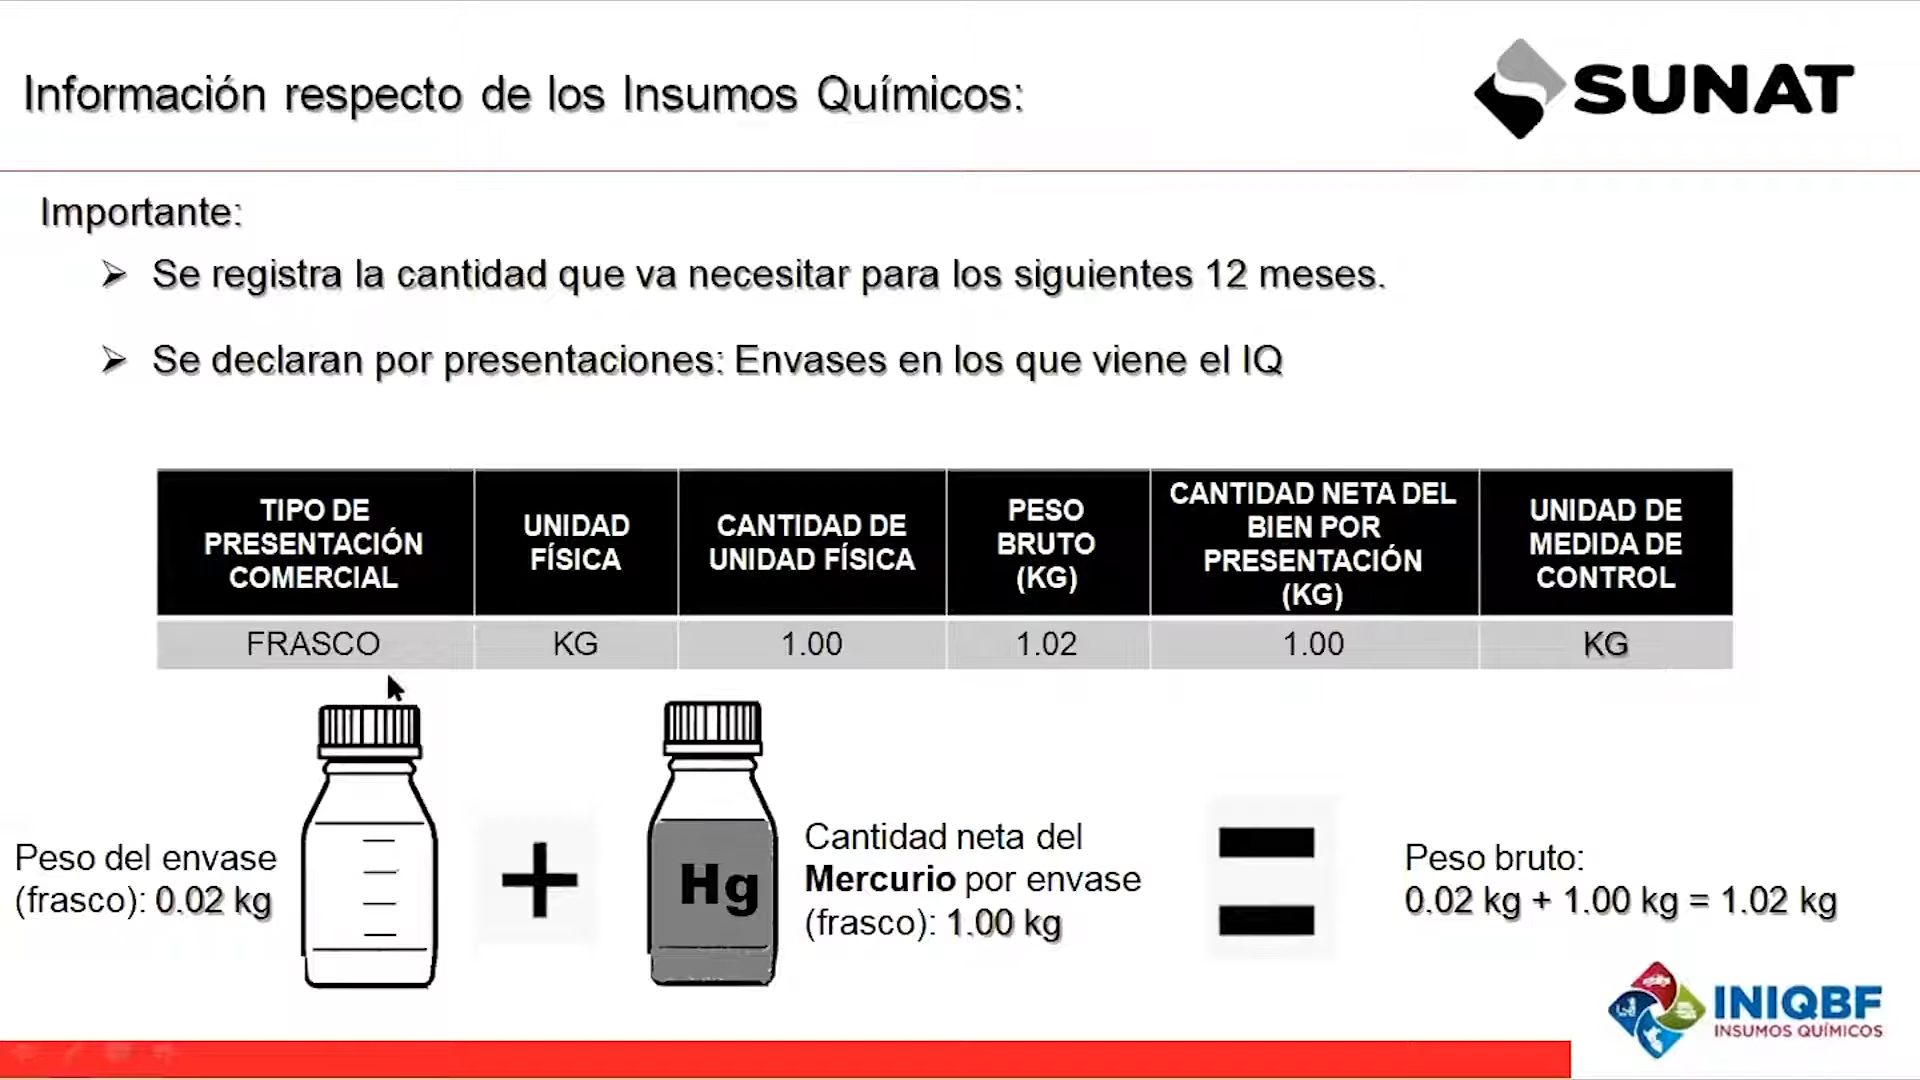 Información respecto de los Insumos Químicos:
SUNAT
Importante:
Se registra la cantidad que va necesitar para los siguientes 12 meses.
Se declaran por presentaciones: Envases en los que viene el IQ
TIPO DE
PRESENTACIÓN
COMERCIAL
UNIDAD
FÍSICA
CANTIDAD DE
UNIDAD FÍSICA
PESO
BRUTO
(KG)
CANTIDAD NETA DEL
BIEN POR
PRESENTACIÓN
(KG)
UNIDAD DE
MEDIDA DE
CONTROL
FRASCO
KG
1.00
1.02
1.00
KG
Peso del envase
(frasco): 0.02 kg
+
Hg
Cantidad neta del
Mercurio por envase
(frasco): 1.00 kg
=
Peso bruto:
0.02 kg + 1.00 kg = 1.02 kg
INIQBF
INSUMOS QUÍMICOS